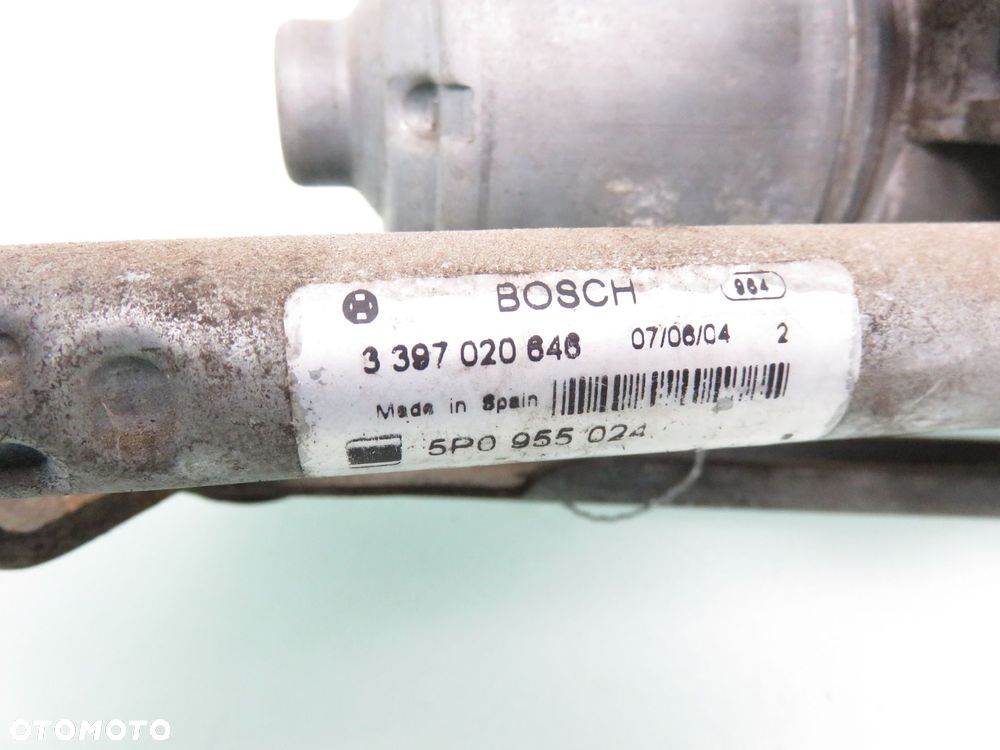 BOSCH 964
3 397 020 646 07/06/04 2
Made in Spain
5P0 955 024
OTOMOTO